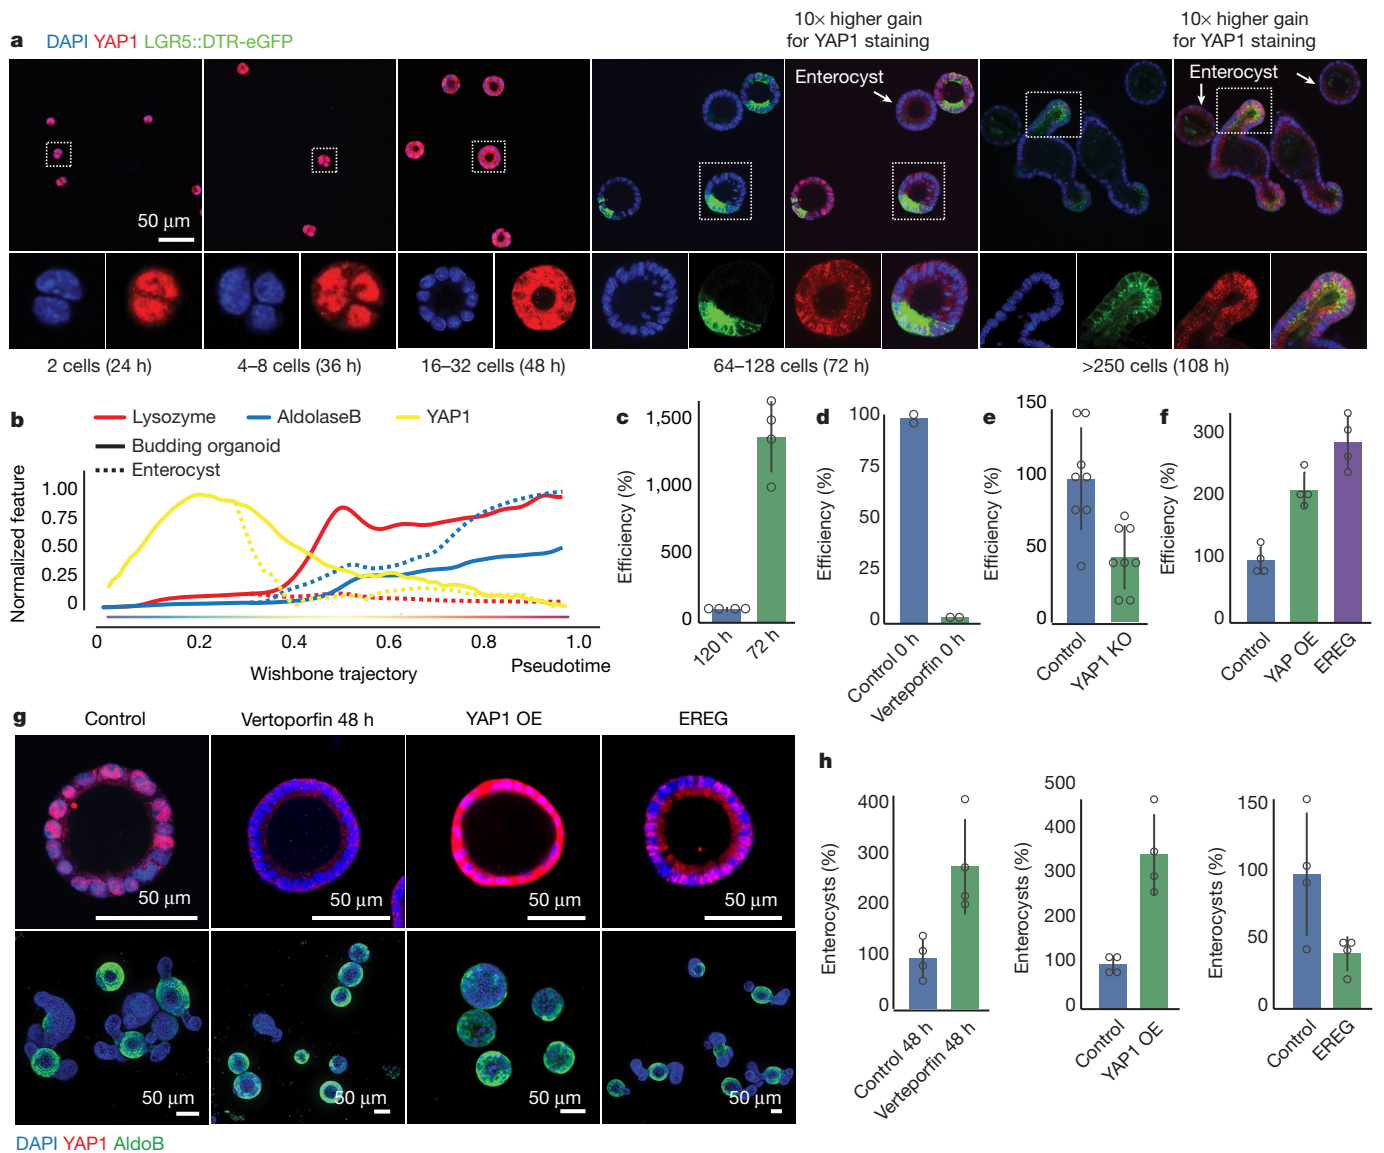 10× higher gain
for YAP1 staining
10× higher gain
for YAP1 staining
a DAPI YAP1 LGR5::DTR-eGFP
Enterocyst
Enterocyst
50 μm
2 cells (24 h)
4–8 cells (36 h)
16–32 cells (48 h)
64–128 cells (72 h)
>250 cells (108 h)
b
Lysozyme
AldolaseB
YAP1
Budding organoid
Enterocyst
Normalized feature
1.00
0.75
0.50
0.25
0
0
0.2
0.4
0.6
0.8
1.0
Wishbone trajectory
Pseudotime
c
Efficiency (%)
1,500
1,000
500
0
120 h
72 h
d
Efficiency (%)
100
75
50
25
0
Control 0 h
Verteporfin 0 h
e
Efficiency (%)
150
100
50
0
Control
YAP1 KO
f
Efficiency (%)
300
200
100
0
Control
YAP OE
EREG
g
Control
Vertoporfin 48 h
YAP1 OE
EREG
50 μm
50 μm
50 μm
50 μm
50 μm
50 μm
50 μm
50 μm
DAPI YAP1 AldoB
h
Enterocysts (%)
400
300
200
100
0
Control 48 h
Verteporfin 48 h
Enterocysts (%)
500
400
300
200
100
0
Control
YAP1 OE
Enterocysts (%)
150
100
50
0
Control
EREG